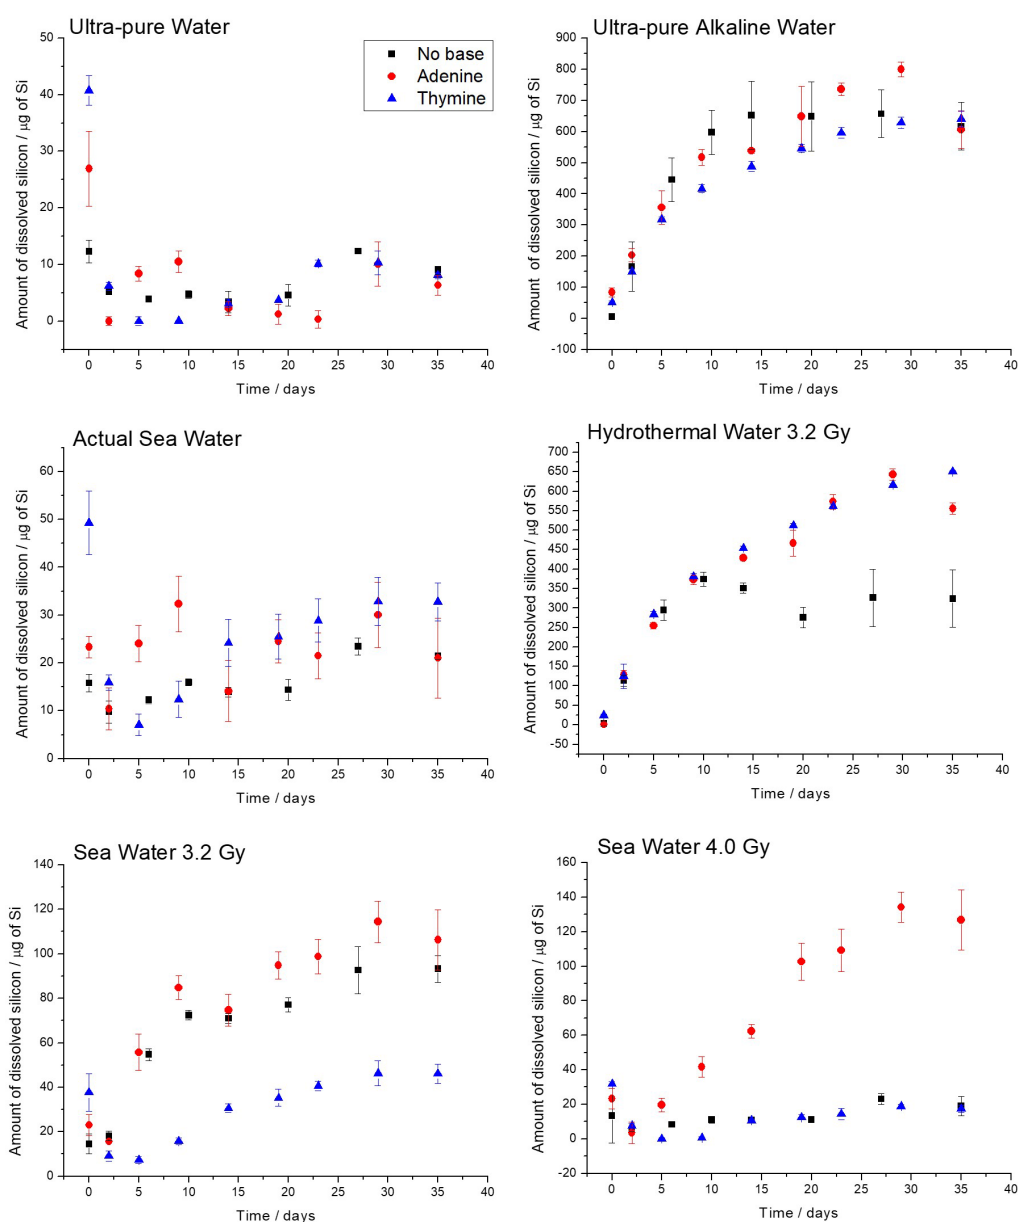 Ultra-pure Water
No base
Adenine
Thymine
50
40
30
20
10
0
0 5 10 15 20 25 30 35 40
Amount of dissolved silicon / μg of Si
Time / days
Ultra-pure Alkaline Water
900
800
700
600
500
400
300
200
100
0
-100
0 5 10 15 20 25 30 35 40
Amount of dissolved silicon / μg of Si
Time / days
Actual Sea Water
60
50
40
30
20
10
0
0 5 10 15 20 25 30 35 40
Amount of dissolved silicon / μg of Si
Time / days
Hydrothermal Water 3.2 Gy
700
650
600
550
500
450
400
350
300
250
200
150
100
50
0
-50
0 5 10 15 20 25 30 35 40
Amount of dissolved silicon / μg of Si
Time / days
Sea Water 3.2 Gy
140
120
100
80
60
40
20
0
0 5 10 15 20 25 30 35 40
Amount of dissolved silicon / μg of Si
Time / days
Sea Water 4.0 Gy
160
140
120
100
80
60
40
20
0
-20
0 5 10 15 20 25 30 35 40
Amount of dissolved silicon / μg of Si
Time / days